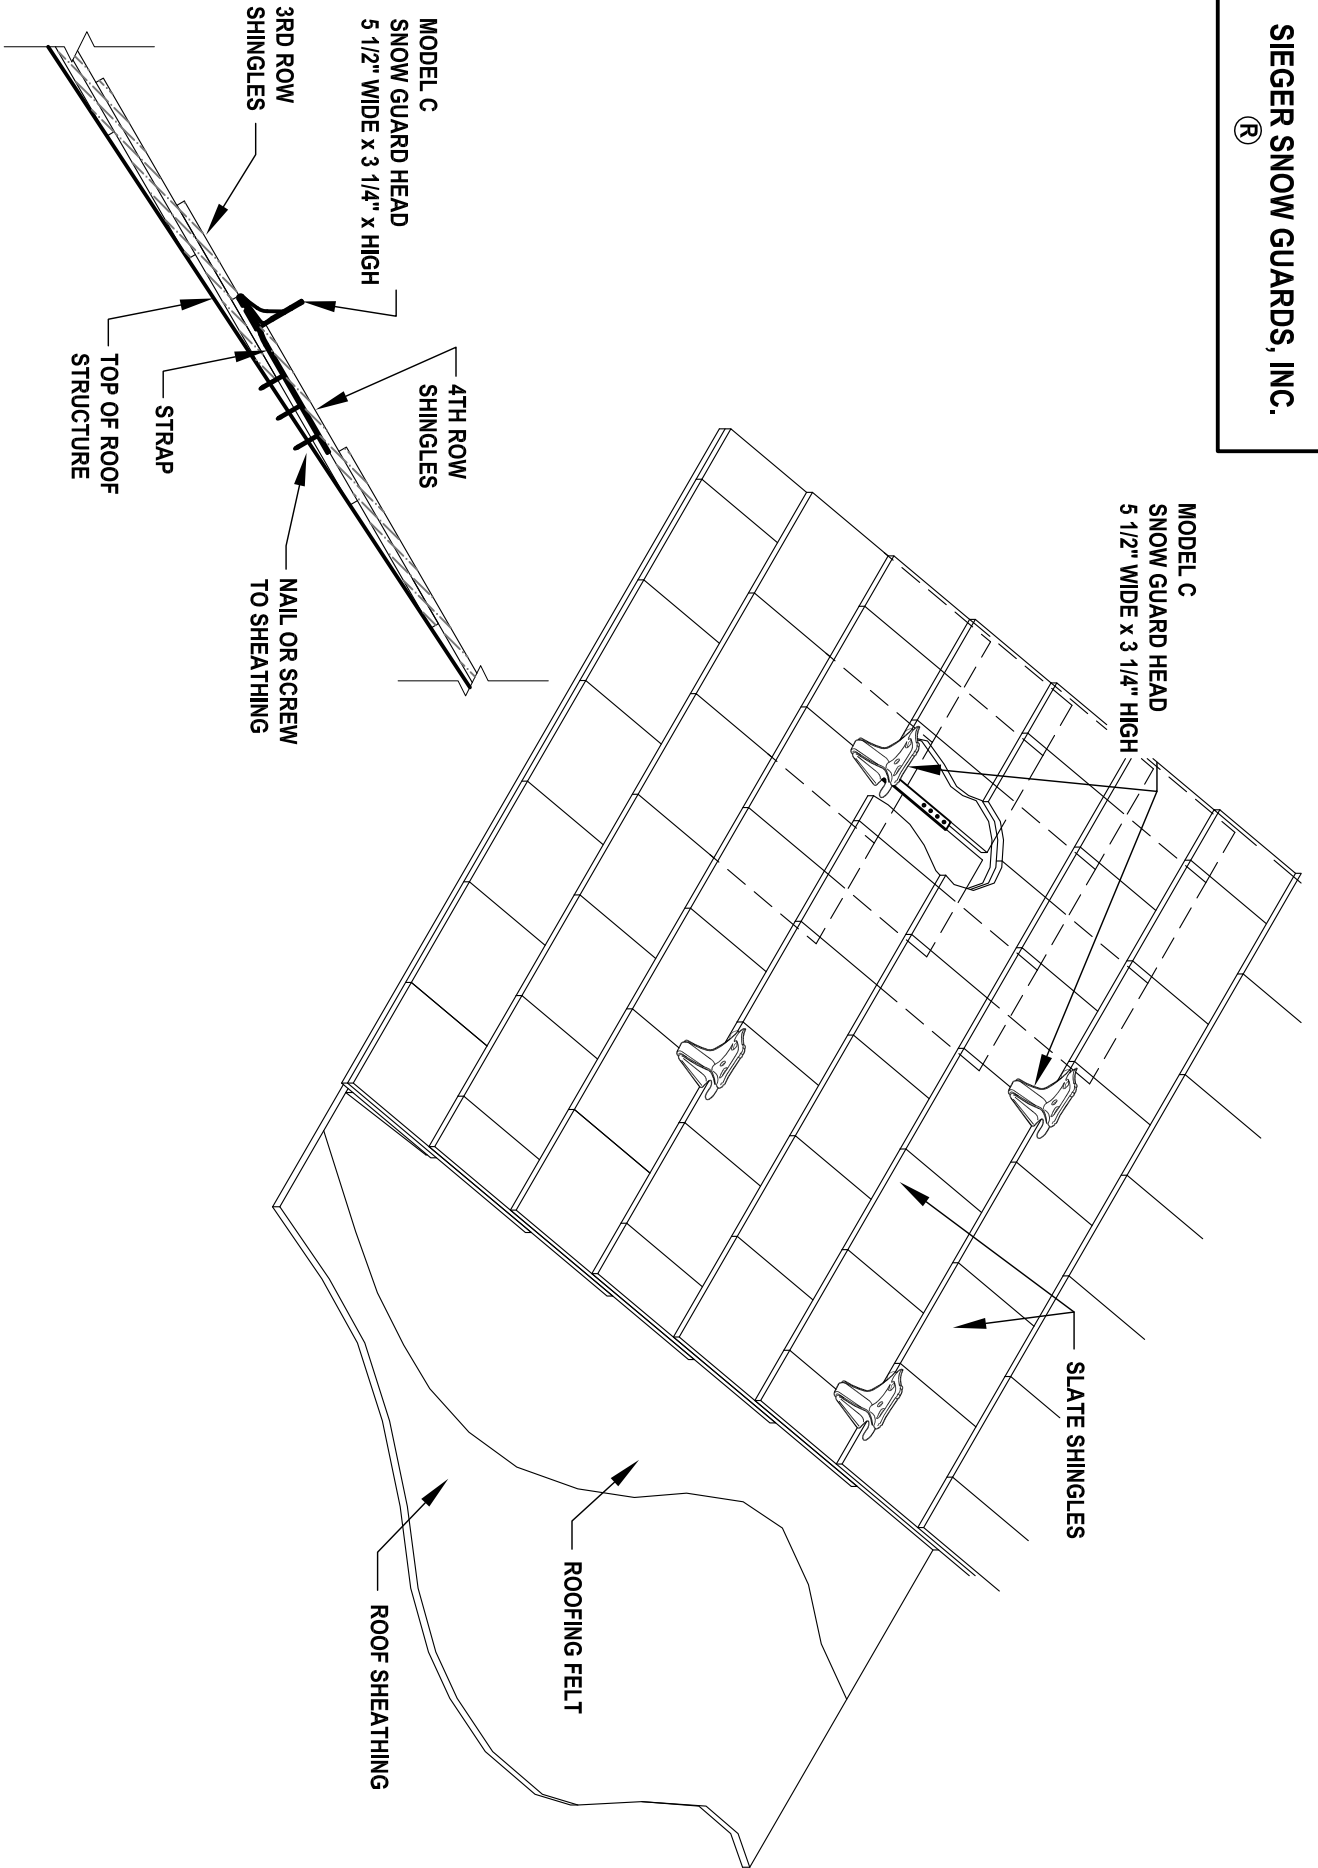 SIEGER SNOW GUARDS, INC.
®
MODEL C
SNOW GUARD HEAD
5 1/2" WIDE x 3 1/4" HIGH
SLATE SHINGLES
ROOFING FELT
ROOF SHEATHING
MODEL C
SNOW GUARD HEAD
5 1/2" WIDE x 3 1/4" x HIGH
4TH ROW
SHINGLES
3RD ROW
SHINGLES
NAIL OR SCREW
TO SHEATHING
STRAP
TOP OF ROOF
STRUCTURE